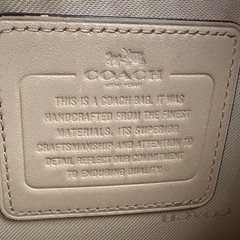 COACH
NEW YORK
THIS IS A COACH BAG. IT WAS
HANDCRAFTED FROM THE FINEST
MATERIALS. ITS SUPERIOR
CRAFTSMANSHIP AND ATTENTION TO
DETAIL REFLECT OUR COMMITMENT
TO ENDURING QUALITY.